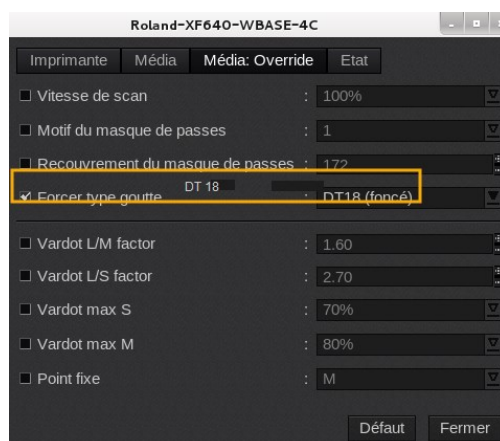 Roland-XF640-WBASE-4C
Imprimante Média Média: Override Etat
Vitesse de scan : 100%
Motif du masque de passes : 1
Recouvrement du masque de passes : 172
DT 18
Forcer type goutte : DT18 (foncé)
Vardot L/M factor : 1.60
Vardot L/S factor : 2.70
Vardot max S : 70%
Vardot max M : 80%
Point fixe : M
Défaut Fermer